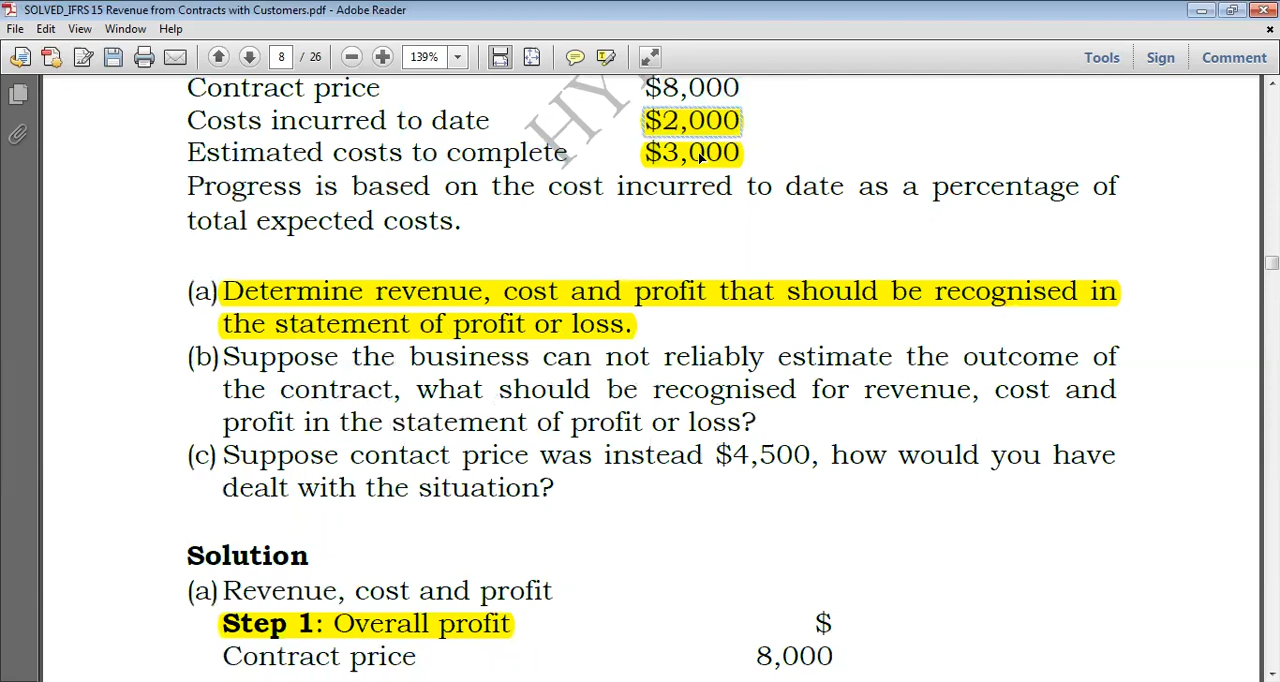 SOLVED_IFRS 15 Revenue from Contracts with Customers.pdf - Adobe Reader
File Edit View Window Help
8 / 26 139% Tools Sign Comment
Contract price $8,000
Costs incurred to date $2,000
Estimated costs to complete $3,000
Progress is based on the cost incurred to date as a percentage of
total expected costs.
(a) Determine revenue, cost and profit that should be recognised in
the statement of profit or loss.
(b) Suppose the business can not reliably estimate the outcome of
the contract, what should be recognised for revenue, cost and
profit in the statement of profit or loss?
(c) Suppose contact price was instead $4,500, how would you have
dealt with the situation?
Solution
(a) Revenue, cost and profit
Step 1: Overall profit $
Contract price 8,000